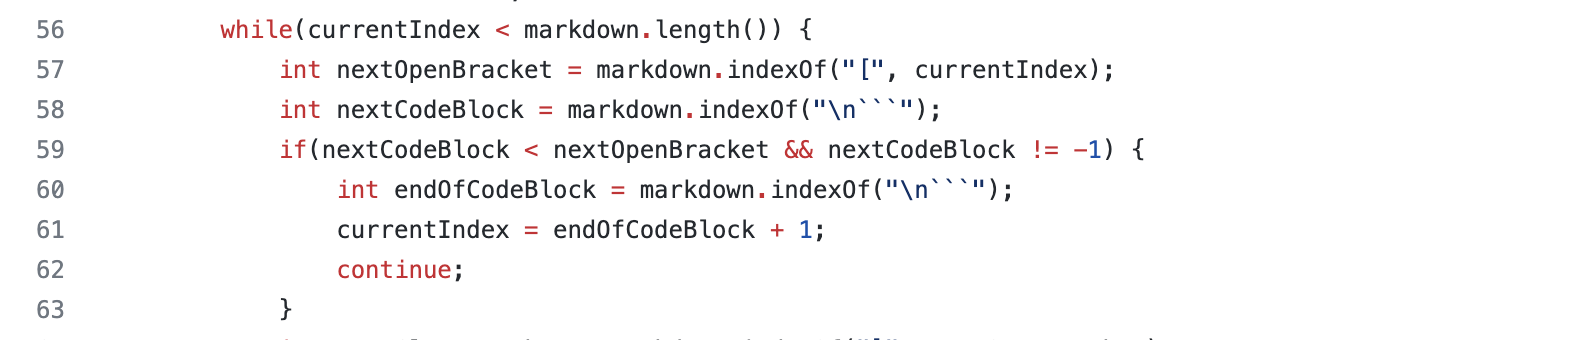 56 while(currentIndex < markdown.length()) {
57 int nextOpenBracket = markdown.indexOf("[", currentIndex);
58 int nextCodeBlock = markdown.indexOf("\n```");
59 if(nextCodeBlock < nextOpenBracket && nextCodeBlock != -1) {
60 int endOfCodeBlock = markdown.indexOf("\n```");
61 currentIndex = endOfCodeBlock + 1;
62 continue;
63 }